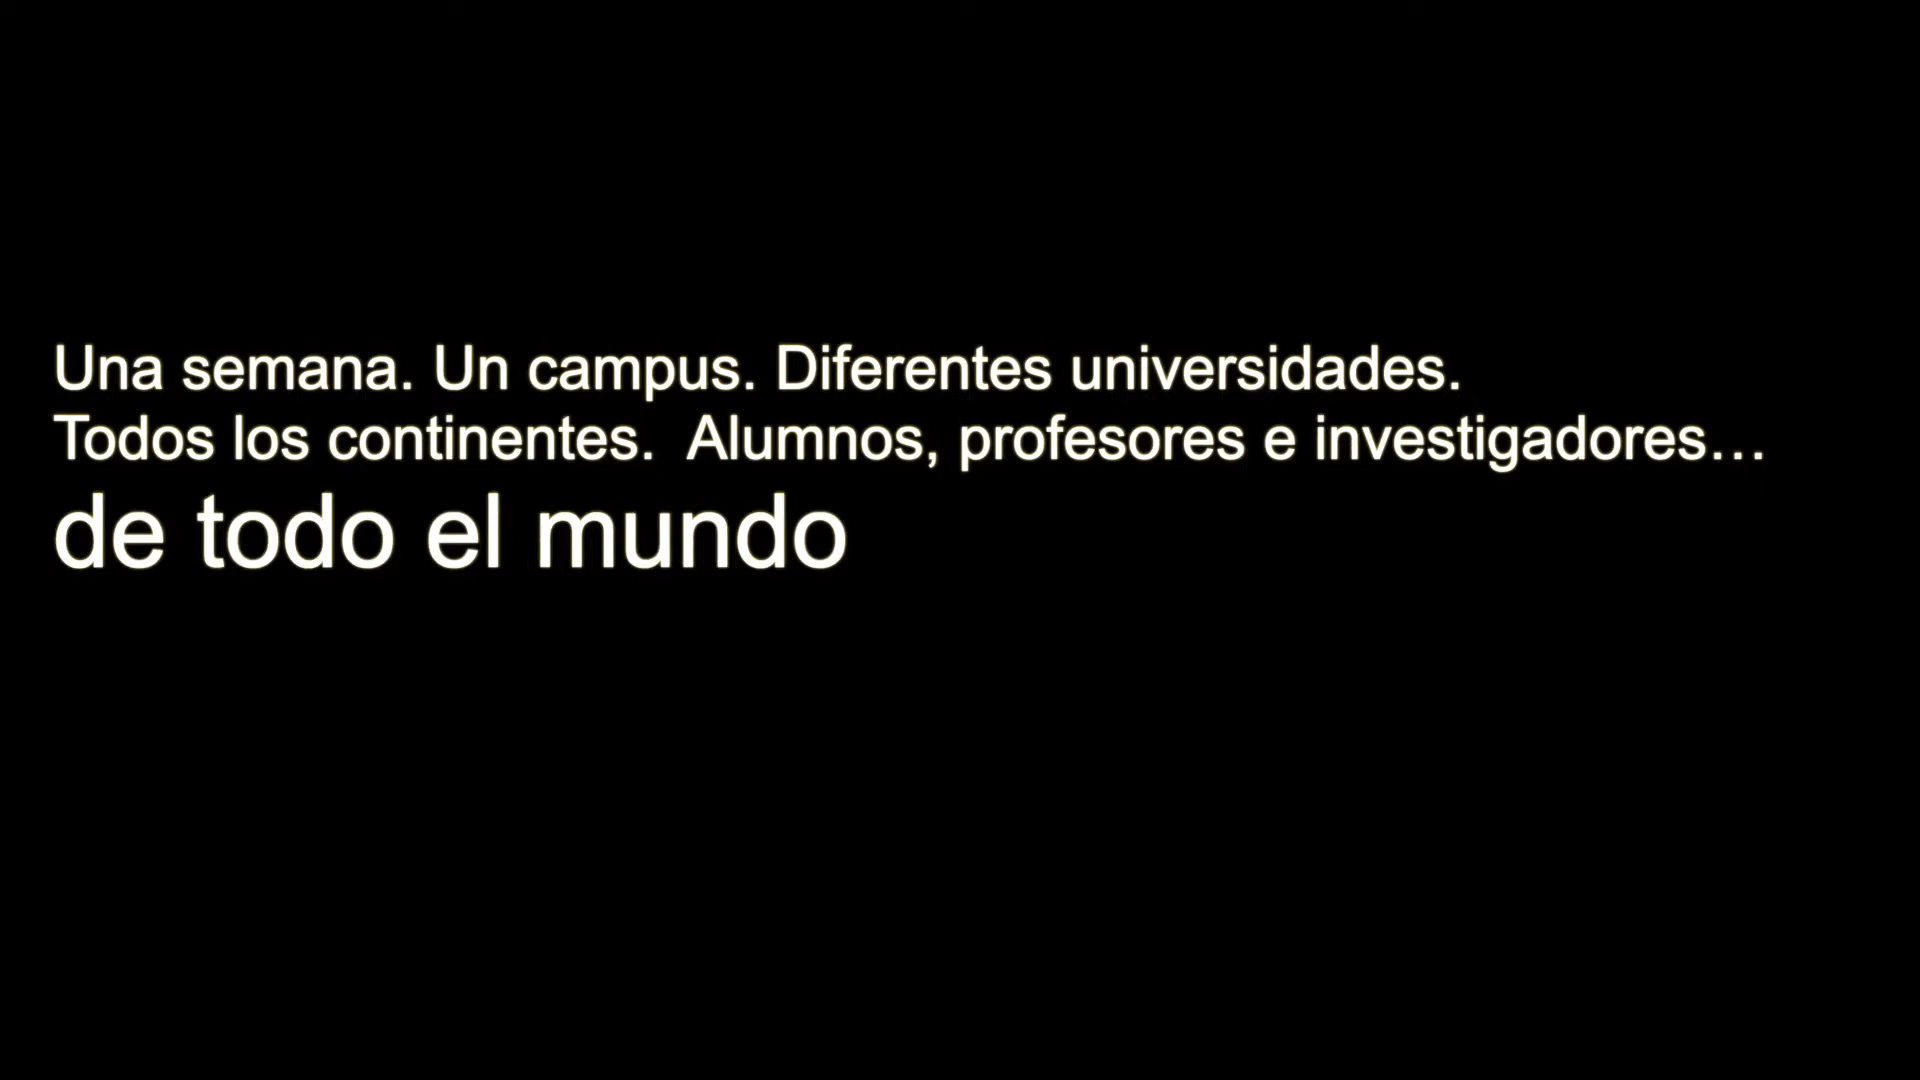 Una semana. Un campus. Diferentes universidades.
Todos los continentes.  Alumnos, profesores e investigadores…
de todo el mundo